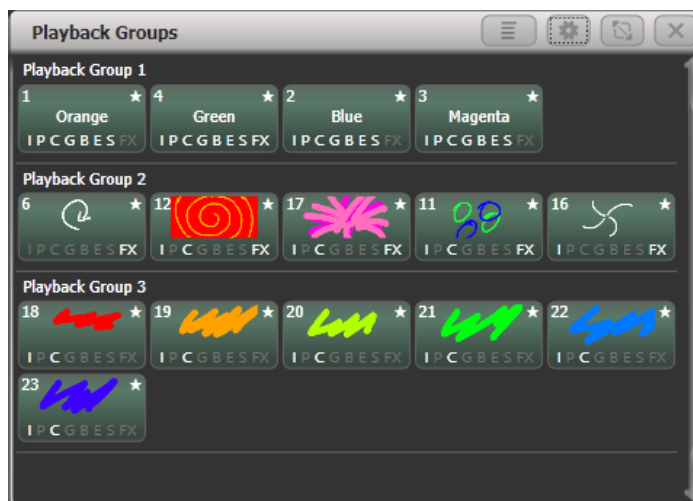 Playback Groups
Playback Group 1
1 ★ 4 ★ 2 ★ 3 ★
Orange Green Blue Magenta
IPCGBESFX IPCGBESFX IPCGBESFX IPCGBESFX
Playback Group 2
6 ★ 12 ★ 17 ★ 11 ★ 16 ★
IPCGBESFX IPCGBESFX IPCGBESFX IPCGBESFX IPCGBESFX
Playback Group 3
18 ★ 19 ★ 20 ★ 21 ★ 22 ★
IPCGBESFX IPCGBESFX IPCGBESFX IPCGBESFX IPCGBESFX
23 ★
IPCGBESFX